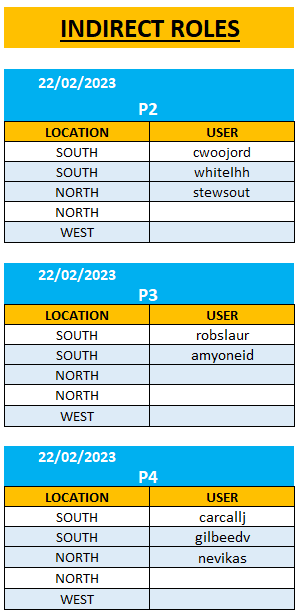 INDIRECT ROLES
22/02/2023
P2
LOCATION USER
SOUTH cwoojord
SOUTH whitelhh
NORTH stewsout
NORTH
WEST
22/02/2023
P3
LOCATION USER
SOUTH robslaur
SOUTH amyoneid
NORTH
NORTH
WEST
22/02/2023
P4
LOCATION USER
SOUTH carcallj
SOUTH gilbeedv
NORTH nevikas
NORTH
WEST